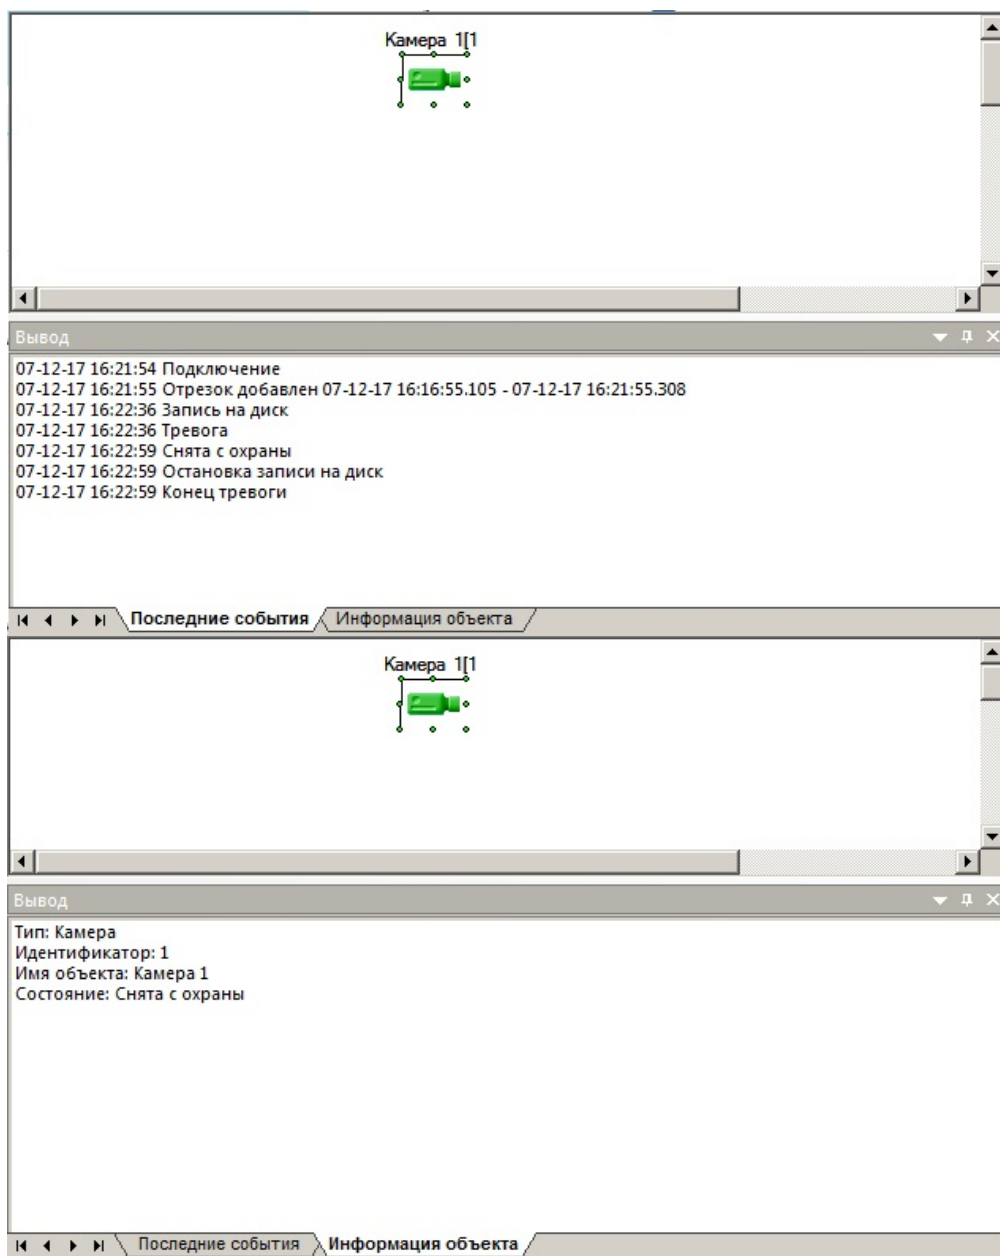 Камера 1[1
Вывод
07-12-17 16:21:54 Подключение
07-12-17 16:21:55 Отрезок добавлен 07-12-17 16:16:55.105 - 07-12-17 16:21:55.308
07-12-17 16:22:36 Запись на диск
07-12-17 16:22:36 Тревога
07-12-17 16:22:59 Снята с охраны
07-12-17 16:22:59 Остановка записи на диск
07-12-17 16:22:59 Конец тревоги
Последние события Информация объекта
Камера 1[1
Вывод
Тип: Камера
Идентификатор: 1
Имя объекта: Камера 1
Состояние: Снята с охраны
Последние события Информация объекта